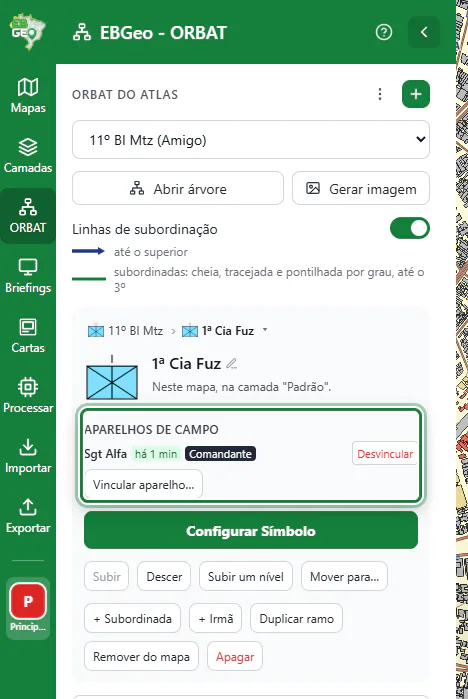 EB
GEO
EBGeo - ORBAT
Mapas
Camadas
ORBAT
Briefings
Cartas
Processar
Importar
Exportar
P
Princip...
ORBAT DO ATLAS
11º BI Mtz (Amigo)
Abrir árvore
Gerar imagem
Linhas de subordinação
até o superior
subordinadas: cheia, tracejada e pontilhada por grau, até o
3º
11º BI Mtz
1ª Cia Fuz
1ª Cia Fuz
Neste mapa, na camada "Padrão".
APARELHOS DE CAMPO
Sgt Alfa há 1 min Comandante
Desvincular
Vincular aparelho...
Configurar Símbolo
Subir
Descer
Subir um nível
Mover para...
+ Subordinada
+ Irmã
Duplicar ramo
Remover do mapa
Apagar